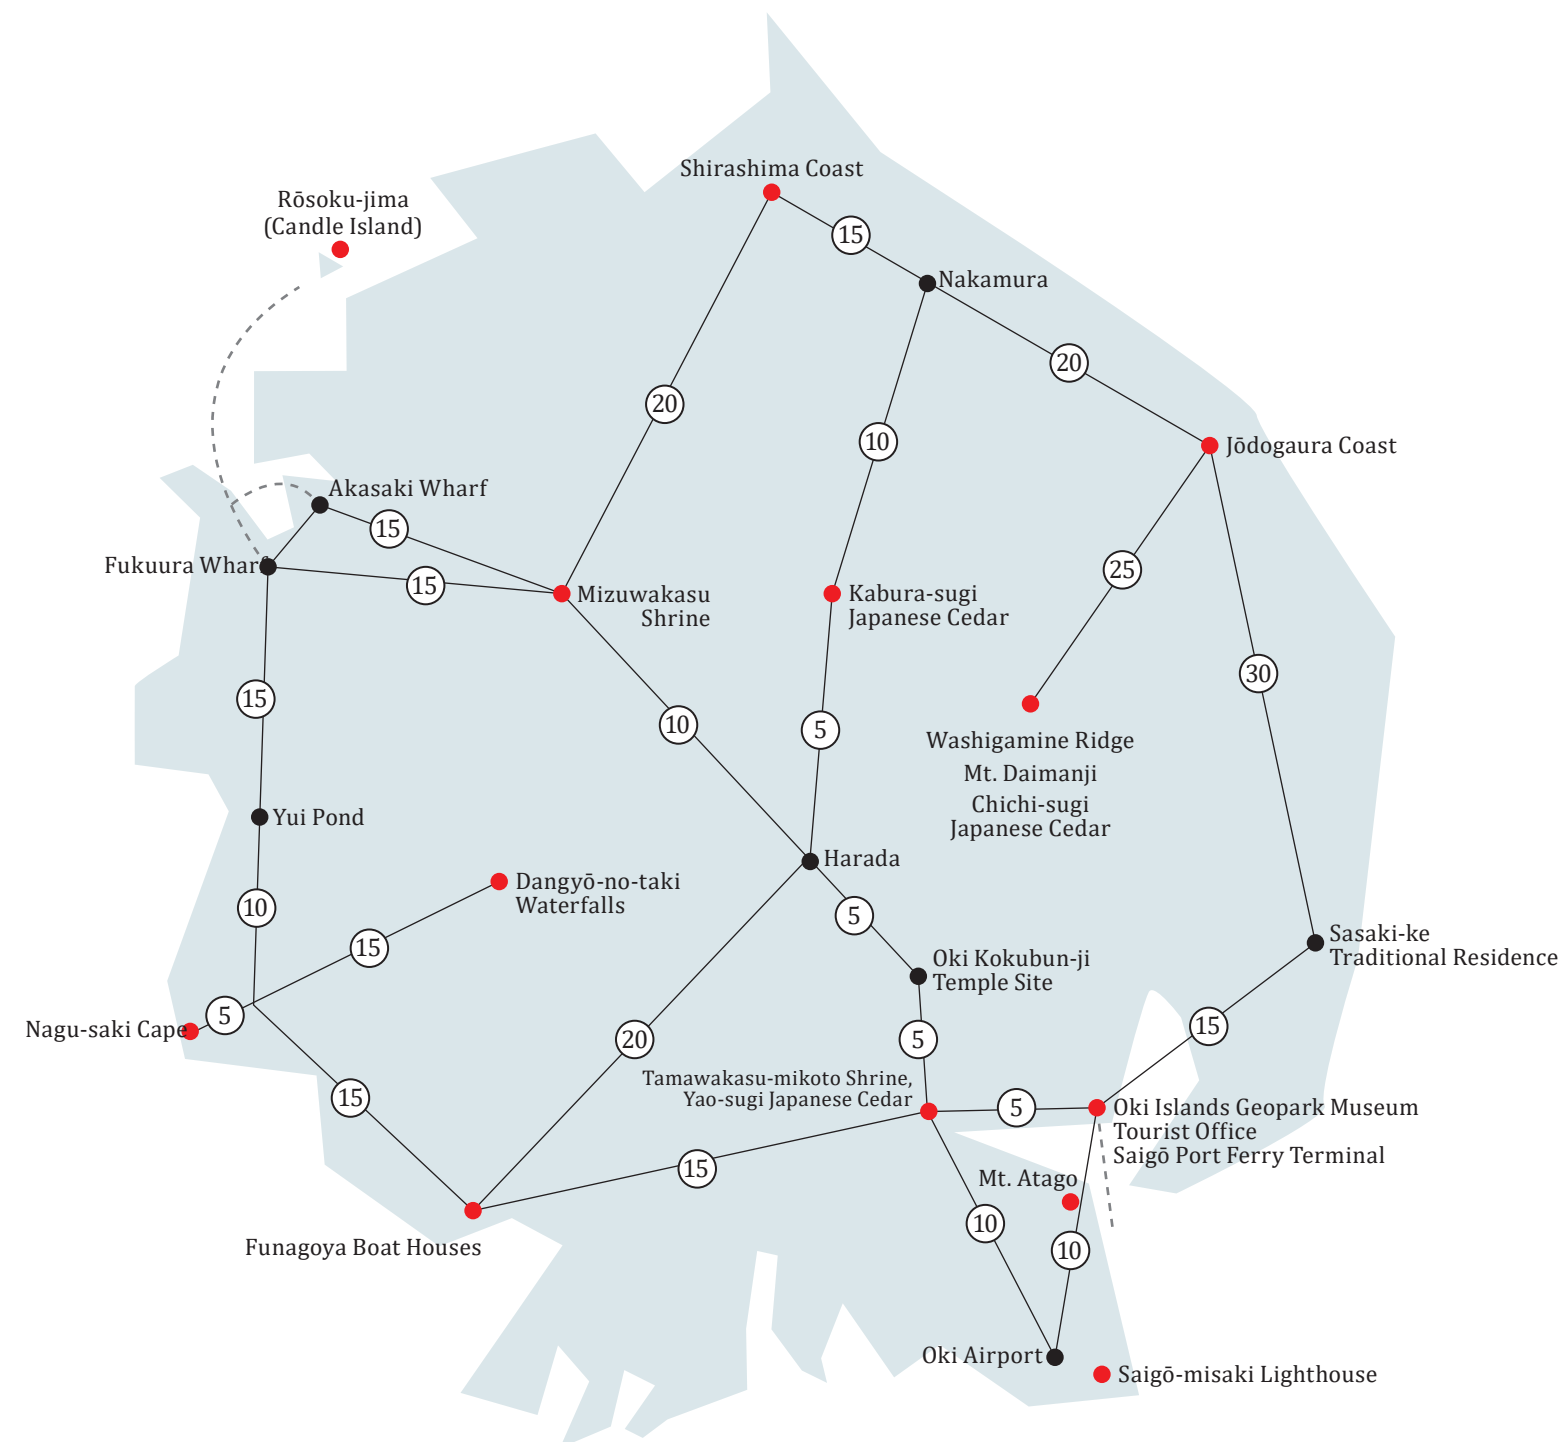 Shirashima Coast
Rōsoku-jima
(Candle Island)
15
Nakamura
20
20
10
Jōdogaura Coast
Akasaki Wharf
15
Fukuura Wharf
15
Mizuwakasu
Shrine
Kabura-sugi
Japanese Cedar
25
30
15
10
5
Washigamine Ridge
Mt. Daimanji
Chichi-sugi
Japanese Cedar
Yui Pond
Harada
Dangyō-no-taki
Waterfalls
10
5
15
Sasaki-ke
Traditional Residence
Oki Kokubun-ji
Temple Site
Nagu-saki Cape
5
20
5
15
Tamawakasu-mikoto Shrine,
Yao-sugi Japanese Cedar
15
5
Oki Islands Geopark Museum
Tourist Office
Saigō Port Ferry Terminal
15
Mt. Atago
10
10
Funagoya Boat Houses
Oki Airport
Saigō-misaki Lighthouse